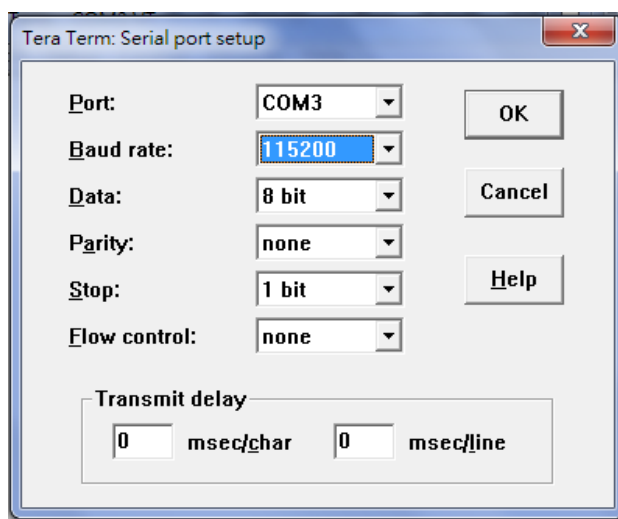 Tera Term: Serial port setup
Port: COM3
OK
Baud rate: 115200
Data: 8 bit
Cancel
Parity: none
Stop: 1 bit
Help
Flow control: none
Transmit delay
0 msec/char 0 msec/line